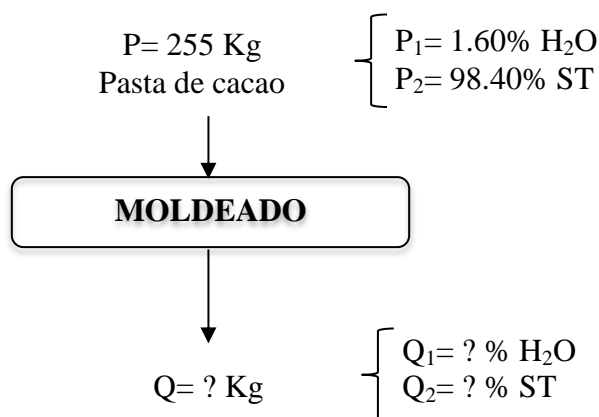 P= 255 Kg
Pasta de cacao
P₁= 1.60% H₂O
P₂= 98.40% ST
MOLDEADO
Q= ? Kg
Q₁= ? % H₂O
Q₂= ? % ST